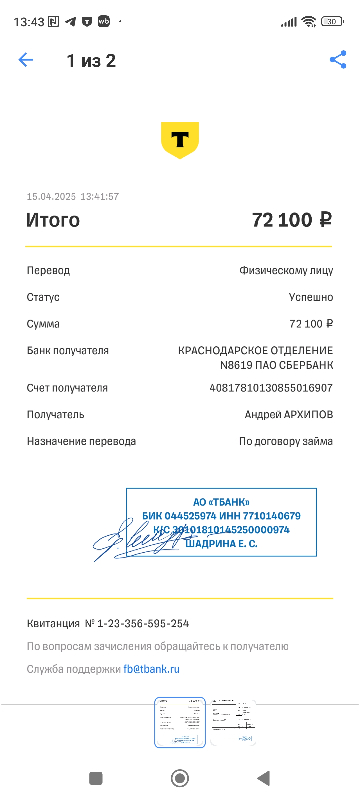 13:43
30
1 из 2
15.04.2025 13:41:57
Итого 72 100 ₽
Перевод Физическому лицу
Статус Успешно
Сумма 72 100 ₽
Банк получателя КРАСНОДАРСКОЕ ОТДЕЛЕНИЕ
N8619 ПАО СБЕРБАНК
Счет получателя 40817810130855016907
Получатель Андрей АРХИПОВ
Назначение перевода По договору займа
АО «ТБАНК»
БИК 044525974 ИНН 7710140679
К/С 30101810145250000974
ШАДРИНА Е. С.
Квитанция № 1-23-356-595-254
По вопросам зачисления обращайтесь к получателю
Служба поддержки fb@tbank.ru